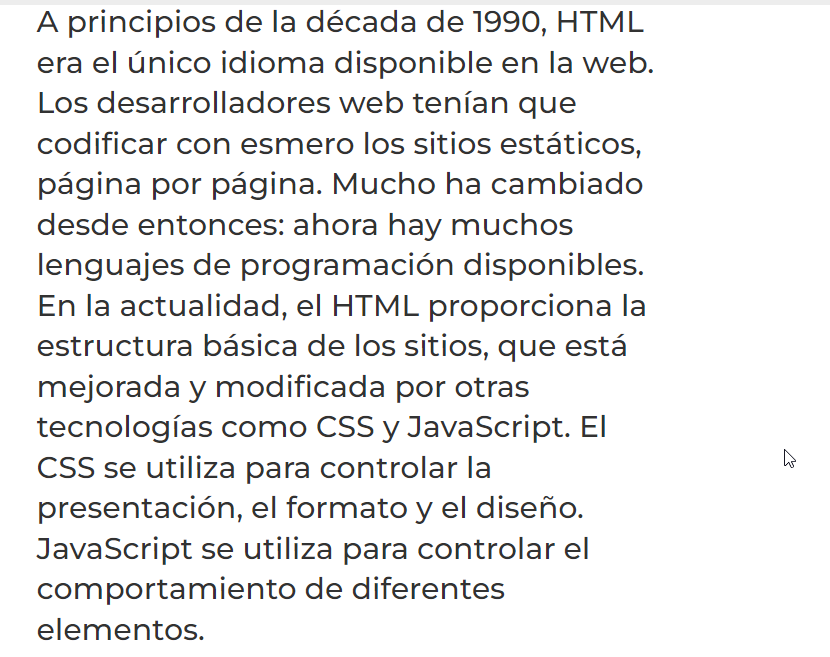 A principios de la década de 1990, HTML
era el único idioma disponible en la web.
Los desarrolladores web tenían que
codificar con esmero los sitios estáticos,
página por página. Mucho ha cambiado
desde entonces: ahora hay muchos
lenguajes de programación disponibles.
En la actualidad, el HTML proporciona la
estructura básica de los sitios, que está
mejorada y modificada por otras
tecnologías como CSS y JavaScript. El
CSS se utiliza para controlar la
presentación, el formato y el diseño.
JavaScript se utiliza para controlar el
comportamiento de diferentes
elementos.